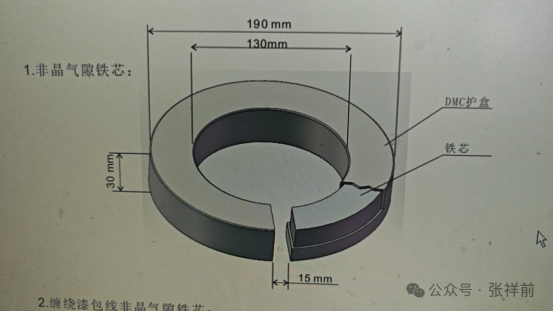 190 mm
130mm
1.非晶气隙铁芯：
DMC护盒
铁芯
30 mm
15 mm
公众号·张祥前
2.缠绕漆包线非晶气隙铁芯：